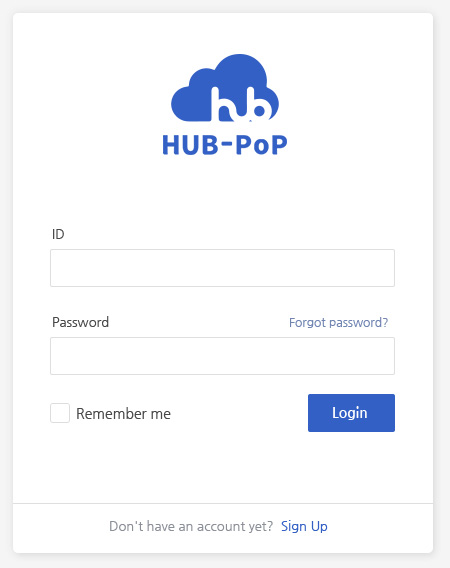 hub
HUB-PoP
ID
Password Forgot password?
Remember me Login
Don't have an account yet? Sign Up